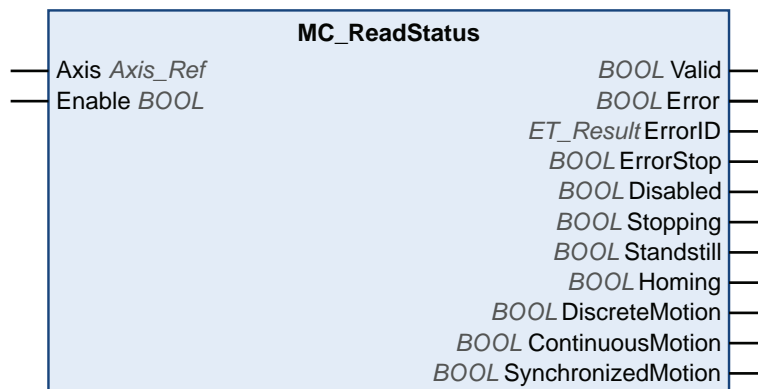 MC_ReadStatus
Axis Axis_Ref BOOL Valid
Enable BOOL BOOL Error
ET_Result ErrorID
BOOL ErrorStop
BOOL Disabled
BOOL Stopping
BOOL Standstill
BOOL Homing
BOOL DiscreteMotion
BOOL ContinuousMotion
BOOL SynchronizedMotion